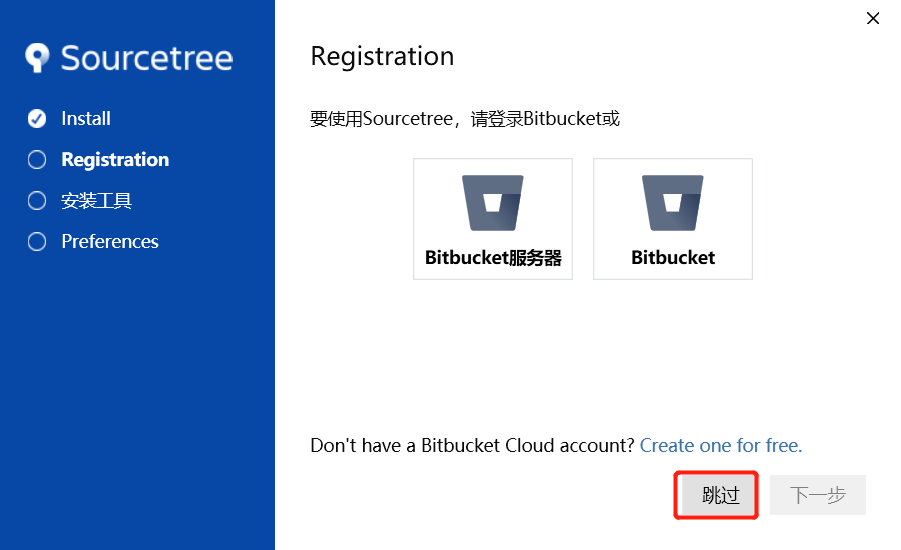 Sourcetree
Install
Registration
安装工具
Preferences
Registration
要使用Sourcetree，请登录Bitbucket或
Bitbucket服务器
Bitbucket
Don't have a Bitbucket Cloud account? Create one for free.
跳过
下一步